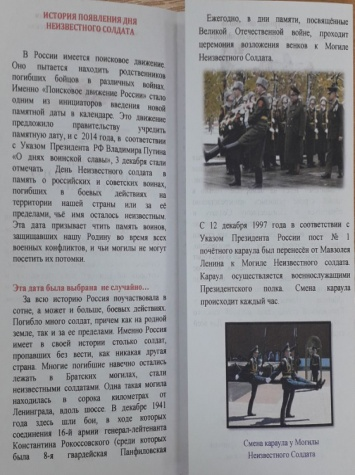 ИСТОРИЯ ПОЯВЛЕНИЯ ДНЯ
НЕИЗВЕСТНОГО СОЛДАТА
В России имеется поисковое движение.
Оно пытается находить родственников
погибших бойцов в различных войнах.
Именно «Поисковое движение России» стало
одним из инициаторов введения новой
памятной даты в календаре. Это движение
предложило правительству учредить
памятную дату, и с 2014 года, в соответствии
с Указом Президента РФ Владимира Путина
«О днях воинской славы», 3 декабря стали
отмечать День Неизвестного солдата в
память о российских и советских воинах,
погибших в боевых действиях на
территории нашей страны или за её
пределами, чьё имя осталось неизвестным.
Эта дата призывает чтить память воинов,
защищавших нашу Родину во время всех
военных конфликтов, и чьи могилы не могут
посетить их потомки.
Эта дата была выбрана не случайно…
За всю историю Россия поучаствовала в
сотне, а может и больше, боевых действиях.
Погибло много солдат, причем как на родной
земле, так и за ее пределами. Именно Россия
имеет в своей истории столько солдат,
пропавших без вести, как никакая другая
страна. Многие погибшие навечно остались
лежать в Братских могилах, стали
неизвестными солдатами. Одна такая могила
находилась в сорока километрах от
Ленинграда, вдоль шоссе. В декабре 1941
года здесь шли бои, в ходе которых
соединения 16-й армии генерал-лейтенанта
Константина Рокоссовского (среди которых
была 8-я гвардейская Панфиловская
Ежегодно, в дни памяти, посвящённые
Великой Отечественной войне, проходит
церемония возложения венков к Могиле
Неизвестного Солдата.
С 12 декабря 1997 года в соответствии с
Указом Президента России пост № 1
почётного караула был перенесён от Мавзолея
Ленина к Могиле Неизвестного солдата.
Караул осуществляется военнослужащими
Президентского полка. Смена караула
происходит каждый час.
Смена караула у Могилы
Неизвестного Солдата